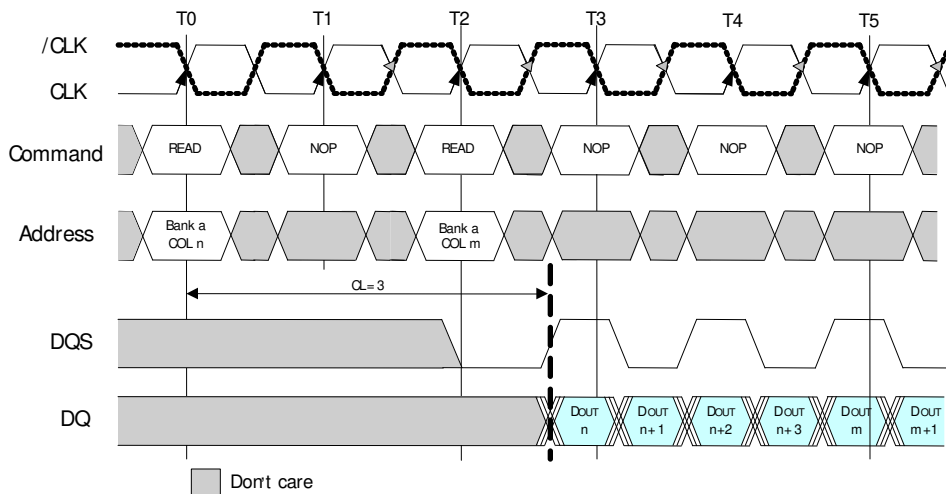 T0 T1 T2 T3 T4 T5
/CLK
CLK
Command READ NOP READ NOP NOP NOP
Address Bank a COL n Bank a COL m
CL= 3
DQS
DQ DOUT n DOUT n+1 DOUT n+2 DOUT n+3 DOUT m DOUT m+1
Don't care